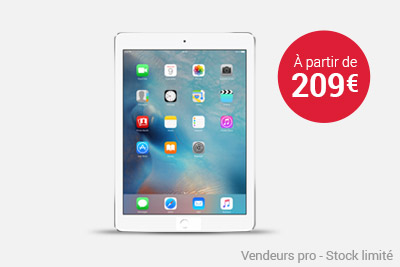 À partir de
209€
Vendeurs pro - Stock limité